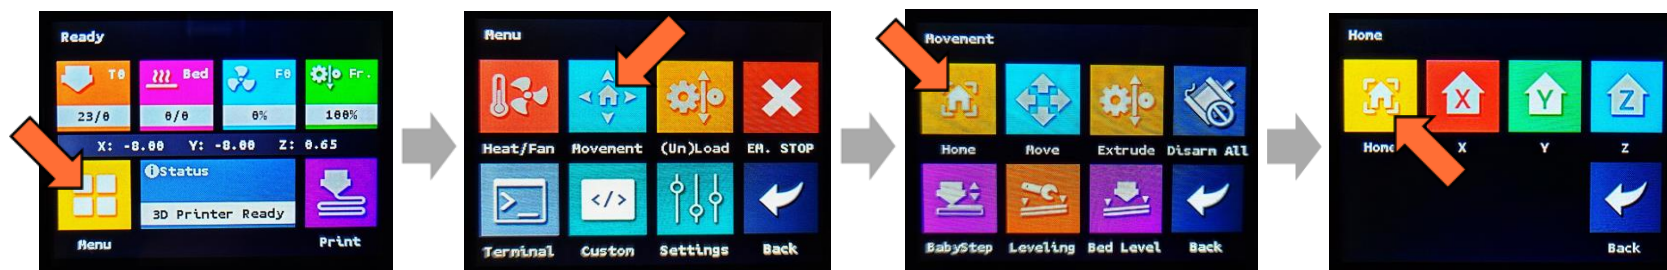 Ready
T0 Bed F0 Fr.
23/0 0/0 0% 100%
X: -8.00 Y: -8.00 Z: 0.65
Status
3D Printer Ready
Menu Print
Menu
Heat/Fan Movement (Un)Load EM. STOP
Terminal Custom Settings Back
Movement
Home Move Extrude Disarm All
BabyStep Leveling Bed Level Back
Home
X Y Z
Home X Y Z
Back